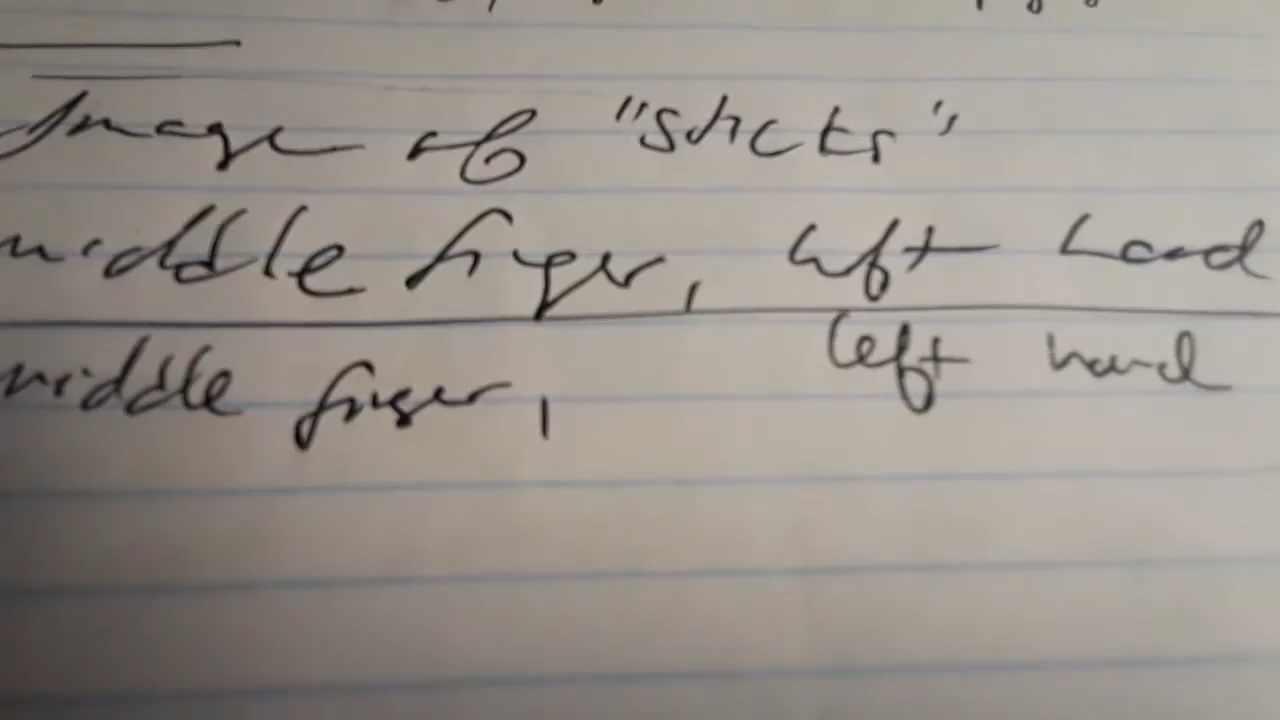 Image of "sticks"
middle finger, left hand
middle finger, left hand